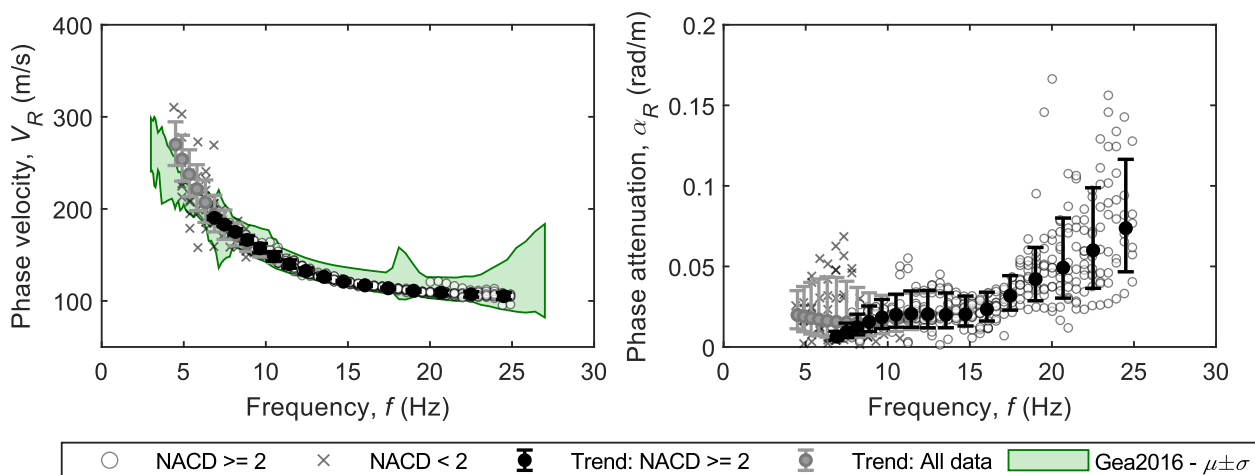 400
300
200
100
0 5 10 15 20 25 30
Phase velocity, V_R (m/s)
Frequency, f (Hz)
0.2
0.15
0.1
0.05
0
0 5 10 15 20 25 30
Phase attenuation, α_R (rad/m)
Frequency, f (Hz)
NACD >= 2 NACD < 2 Trend: NACD >= 2 Trend: All data Gea2016 - μ±σ